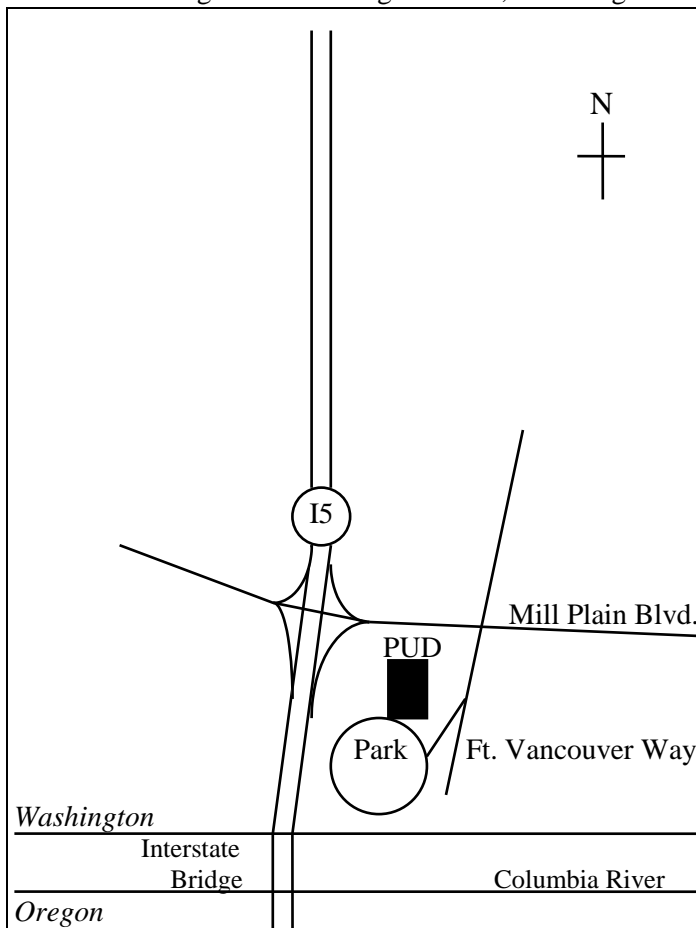 N
I5
Mill Plain Blvd.
PUD
Park
Ft. Vancouver Way
Washington
Interstate
Bridge
Columbia River
Oregon